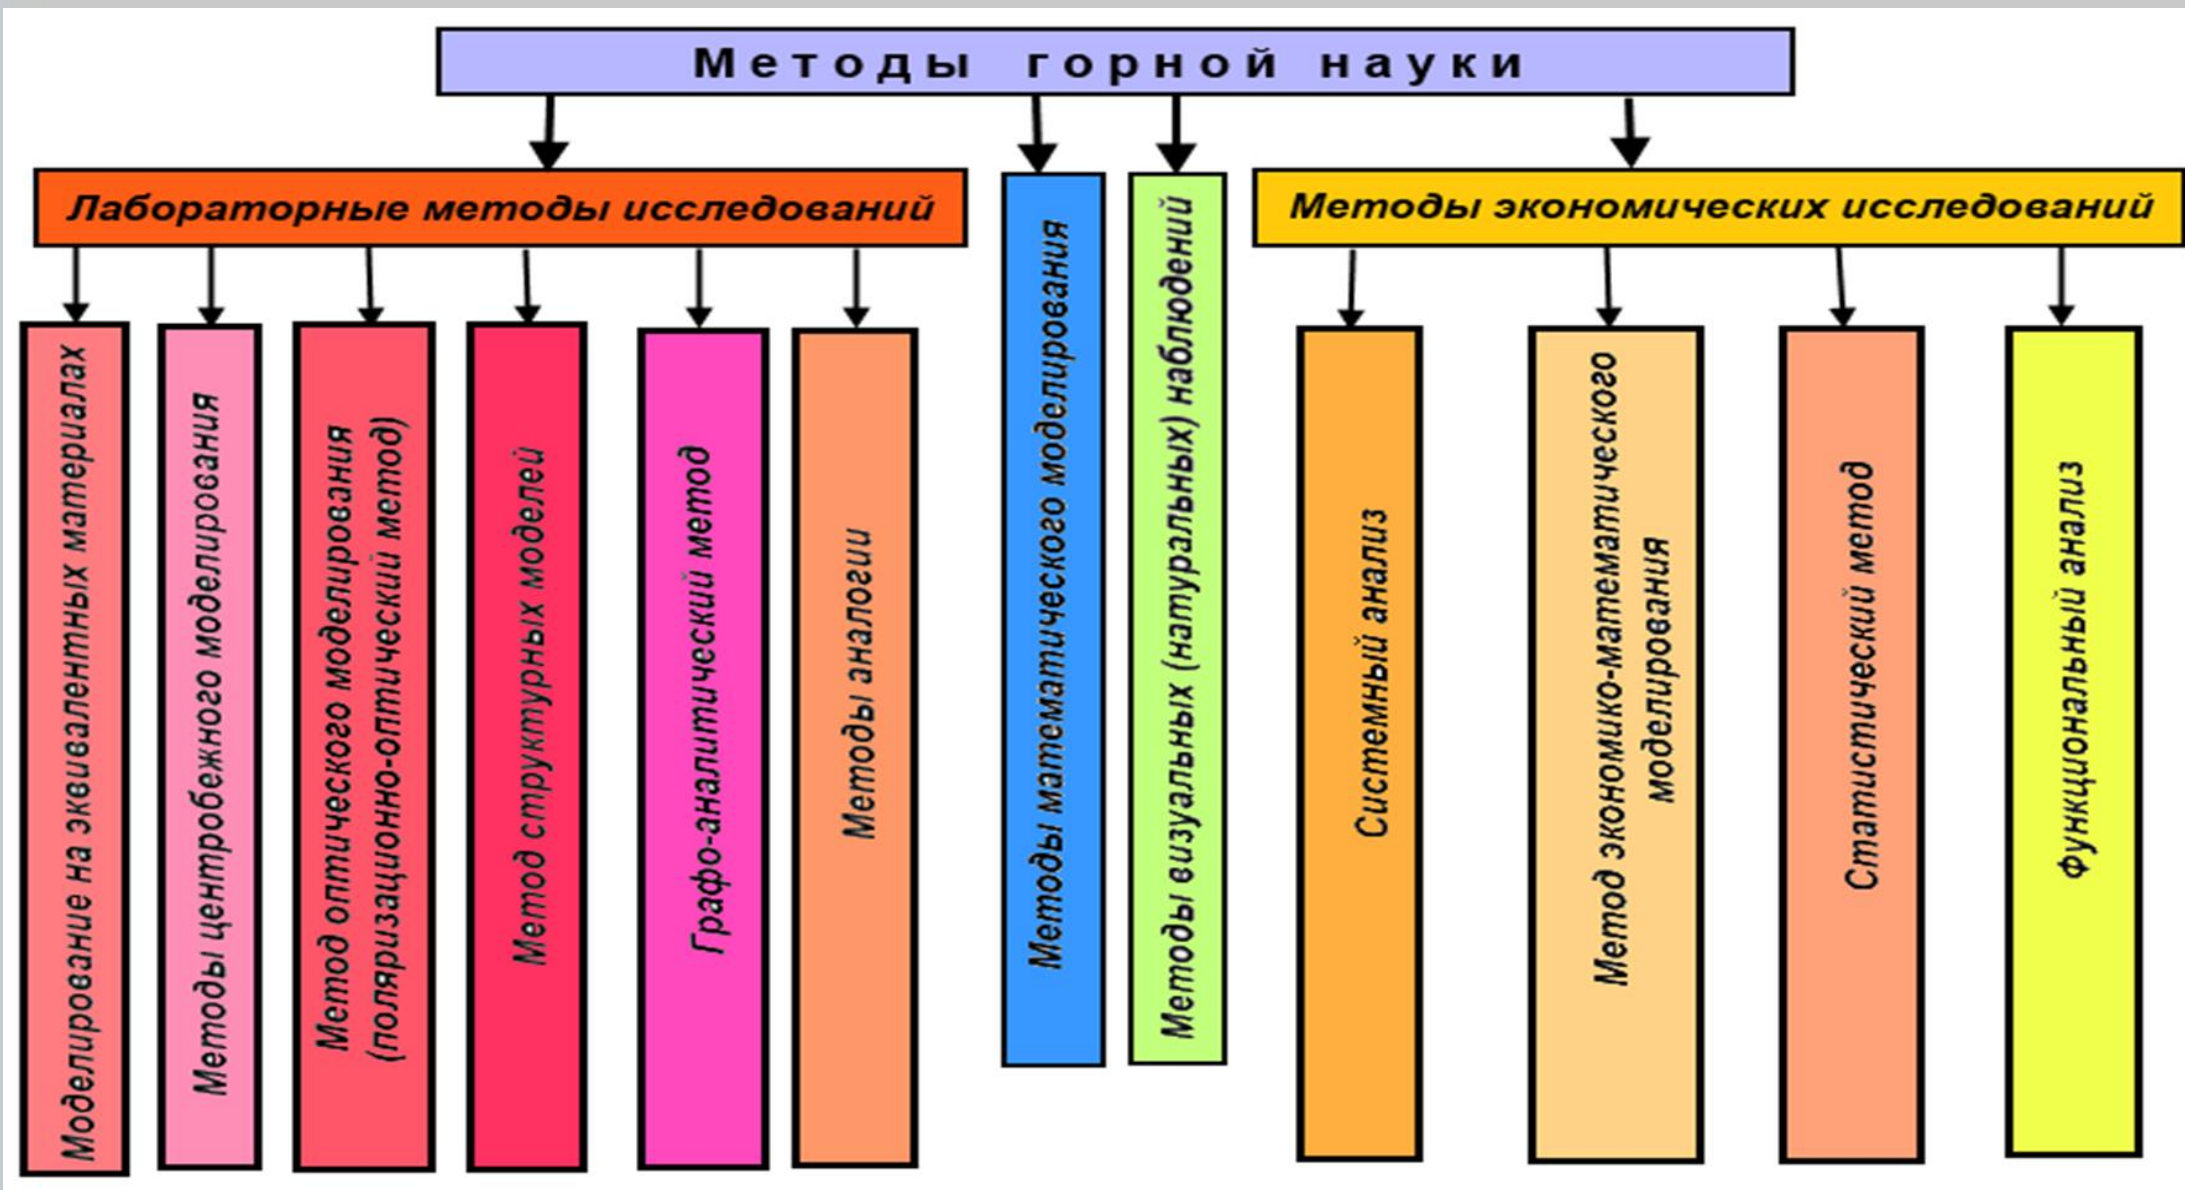 Методы горной науки
Лабораторные методы исследований
Моделирование на эквивалентных материалах
Методы центробежного моделирования
Метод оптического моделирования
(поляризационно-оптический метод)
Метод структурных моделей
Графо-аналитический метод
Методы аналогии
Методы математического моделирования
Методы визуальных (натуральных) наблюдений
Методы экономических исследований
Системный анализ
Метод экономико-математического
моделирования
Статистический метод
Функциональный анализ